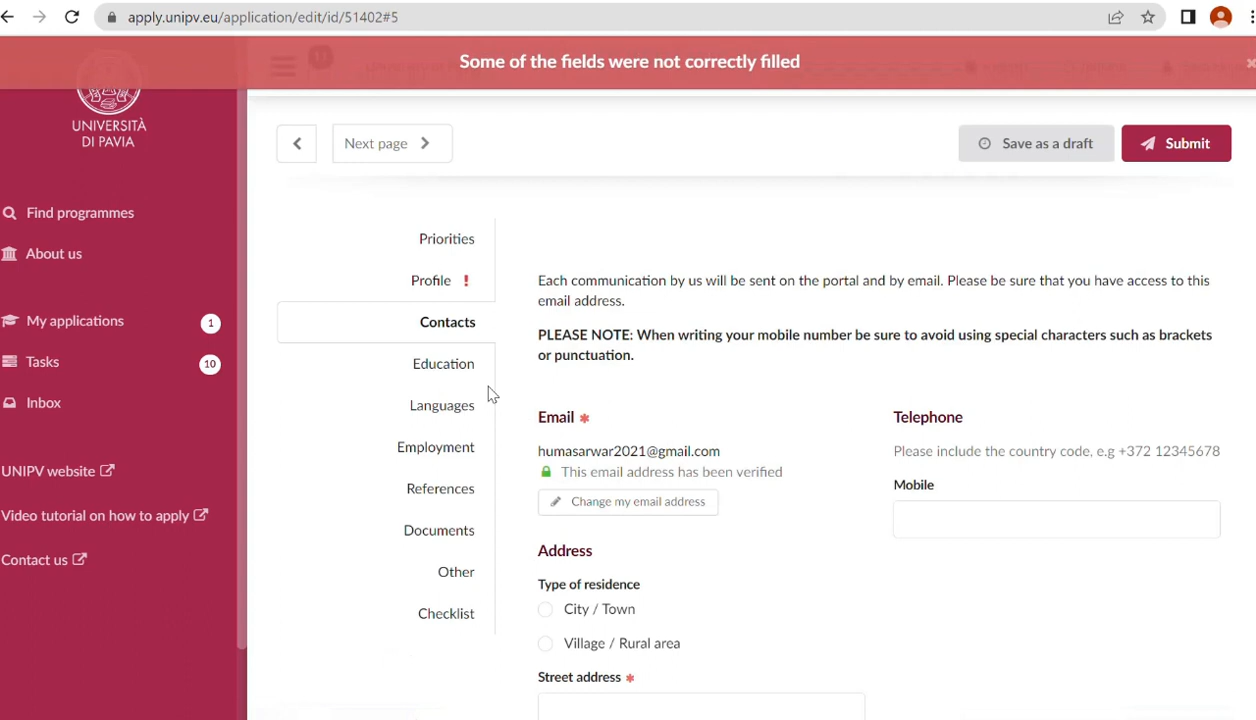 apply.unipv.eu/application/edit/id/51402#5
Some of the fields were not correctly filled
UNIVERSITÀ
DI PAVIA
Find programmes
About us
My applications 1
Tasks 10
Inbox
UNIPV website
Video tutorial on how to apply
Contact us
Next page
Save as a draft
Submit
Priorities
Profile !
Contacts
Education
Languages
Employment
References
Documents
Other
Checklist
Each communication by us will be sent on the portal and by email. Please be sure that you have access to this
email address.
PLEASE NOTE: When writing your mobile number be sure to avoid using special characters such as brackets
or punctuation.
Email *
humasarwar2021@gmail.com
This email address has been verified
Change my email address
Telephone
Please include the country code, e.g +372 12345678
Mobile
Address
Type of residence
City / Town
Village / Rural area
Street address *